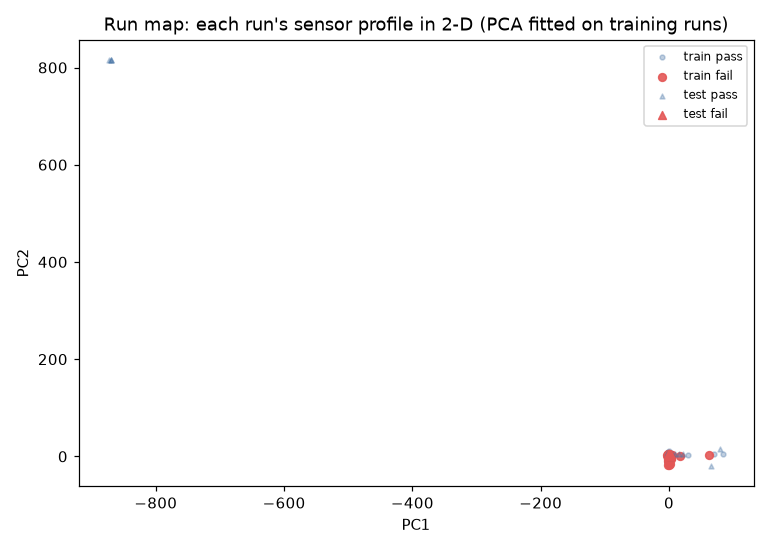 Run map: each run's sensor profile in 2-D (PCA fitted on training runs)
train pass
train fail
test pass
test fail
800
600
400
200
0
PC2
−800
−600
−400
−200
0
PC1